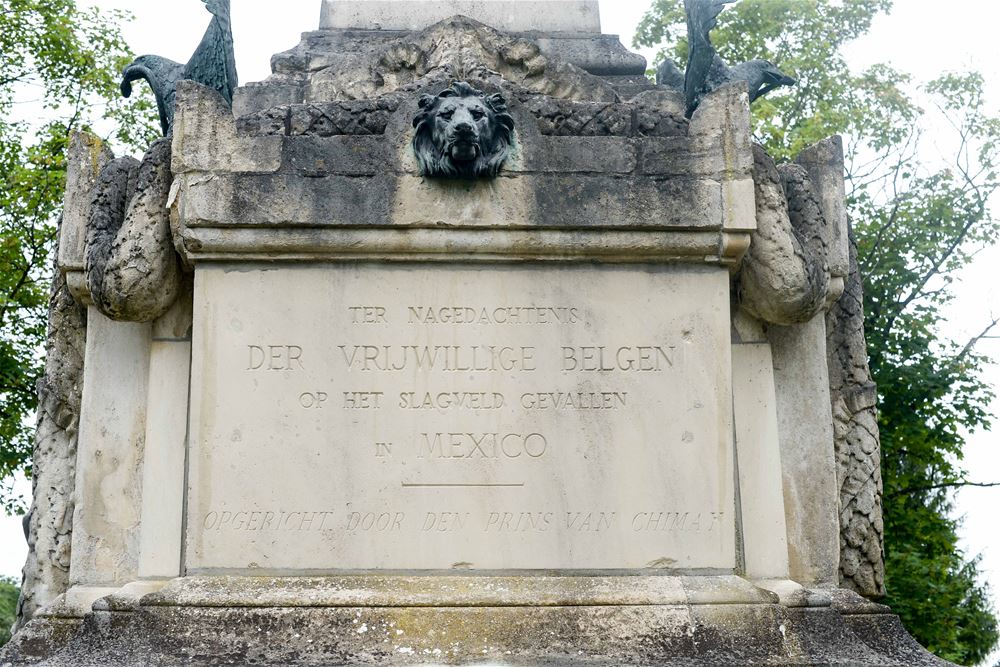 TER NAGEDACHTENIS
DER VRIJWILLIGE BELGEN
OP HET SLAGVELD GEVALLEN
IN MEXICO
OPGERICHT DOOR DEN PRINS VAN CHIMAY